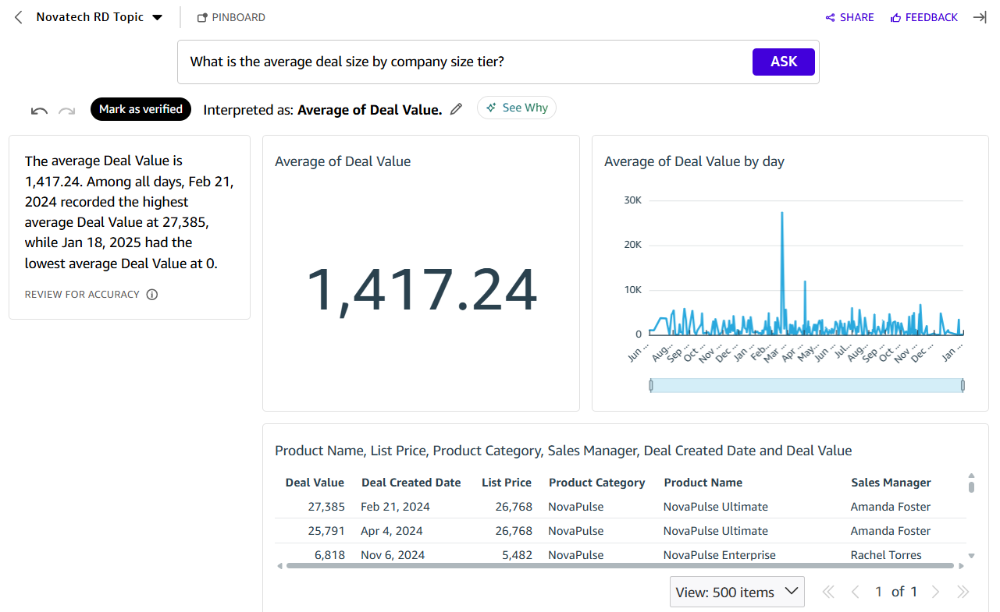 Novatech RD Topic
PINBOARD
SHARE
FEEDBACK
What is the average deal size by company size tier?
ASK
Mark as verified
Interpreted as: Average of Deal Value.
See Why
The average Deal Value is
1,417.24. Among all days, Feb 21,
2024 recorded the highest
average Deal Value at 27,385,
while Jan 18, 2025 had the
lowest average Deal Value at 0.
REVIEW FOR ACCURACY
Average of Deal Value
1,417.24
Average of Deal Value by day
30K
20K
10K
0
Jun ...
Aug...
Sep ...
Oct ...
Nov ...
Dec ...
Jan ...
Feb...
Mar ...
Apr ...
May...
Jun ...
Jul...
Aug...
Sep ...
Oct ...
Nov ...
Dec ...
Jan ...
Product Name, List Price, Product Category, Sales Manager, Deal Created Date and Deal Value
Deal Value Deal Created Date List Price Product Category Product Name Sales Manager
27,385 Feb 21, 2024 26,768 NovaPulse NovaPulse Ultimate Amanda Foster
25,791 Apr 4, 2024 26,768 NovaPulse NovaPulse Ultimate Amanda Foster
6,818 Nov 6, 2024 5,482 NovaPulse NovaPulse Enterprise Rachel Torres
View: 500 items
1 of 1